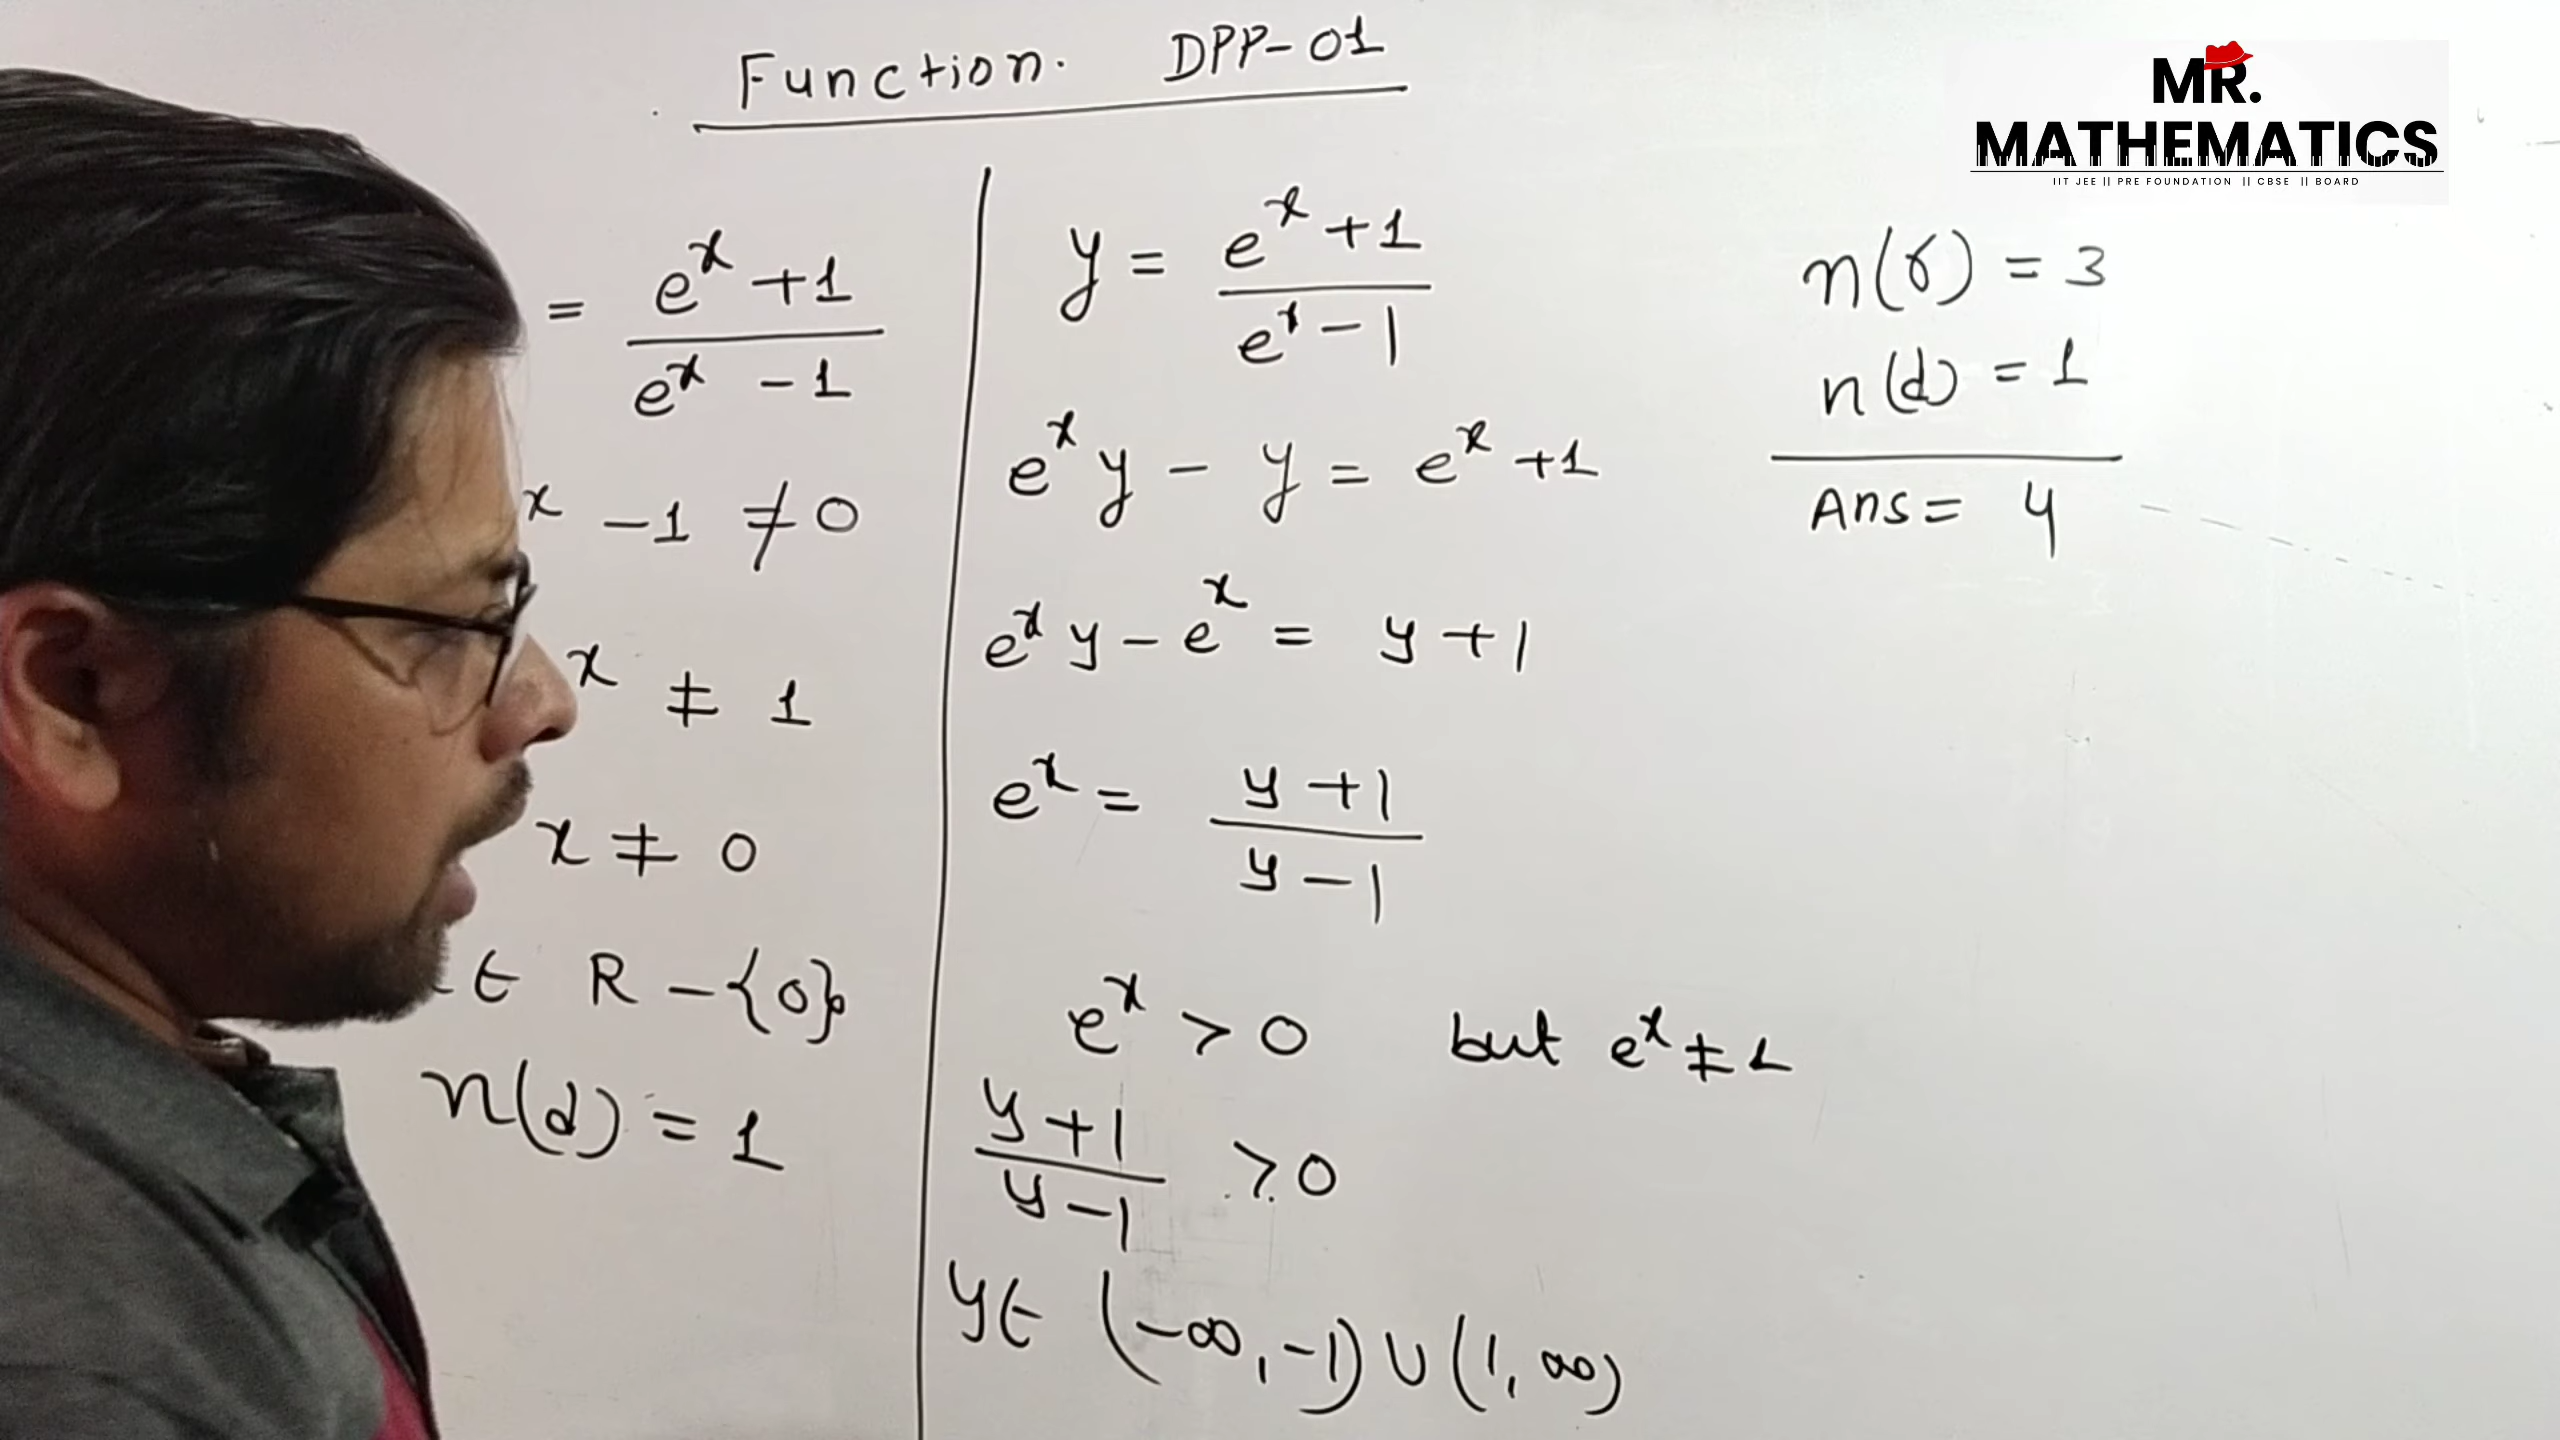 Function. DPP-01
MR.
MATHEMATICS
IIT JEE || PRE FOUNDATION || CBSE || BOARD
= e^x +1 / e^x -1
x -1 ≠ 0
x ≠ 1
x ≠ 0
∈ R - {0}
n(d) = 1
y = e^x +1 / e^x - 1
e^x y - y = e^x +1
e^x y - e^x = y + 1
e^x = y + 1 / y - 1
e^x > 0 but e^x ≠ 1
y + 1 / y - 1 > 0
y ∈ (-∞, -1) ∪ (1, ∞)
n(r) = 3
n(d) = 1
Ans = 4